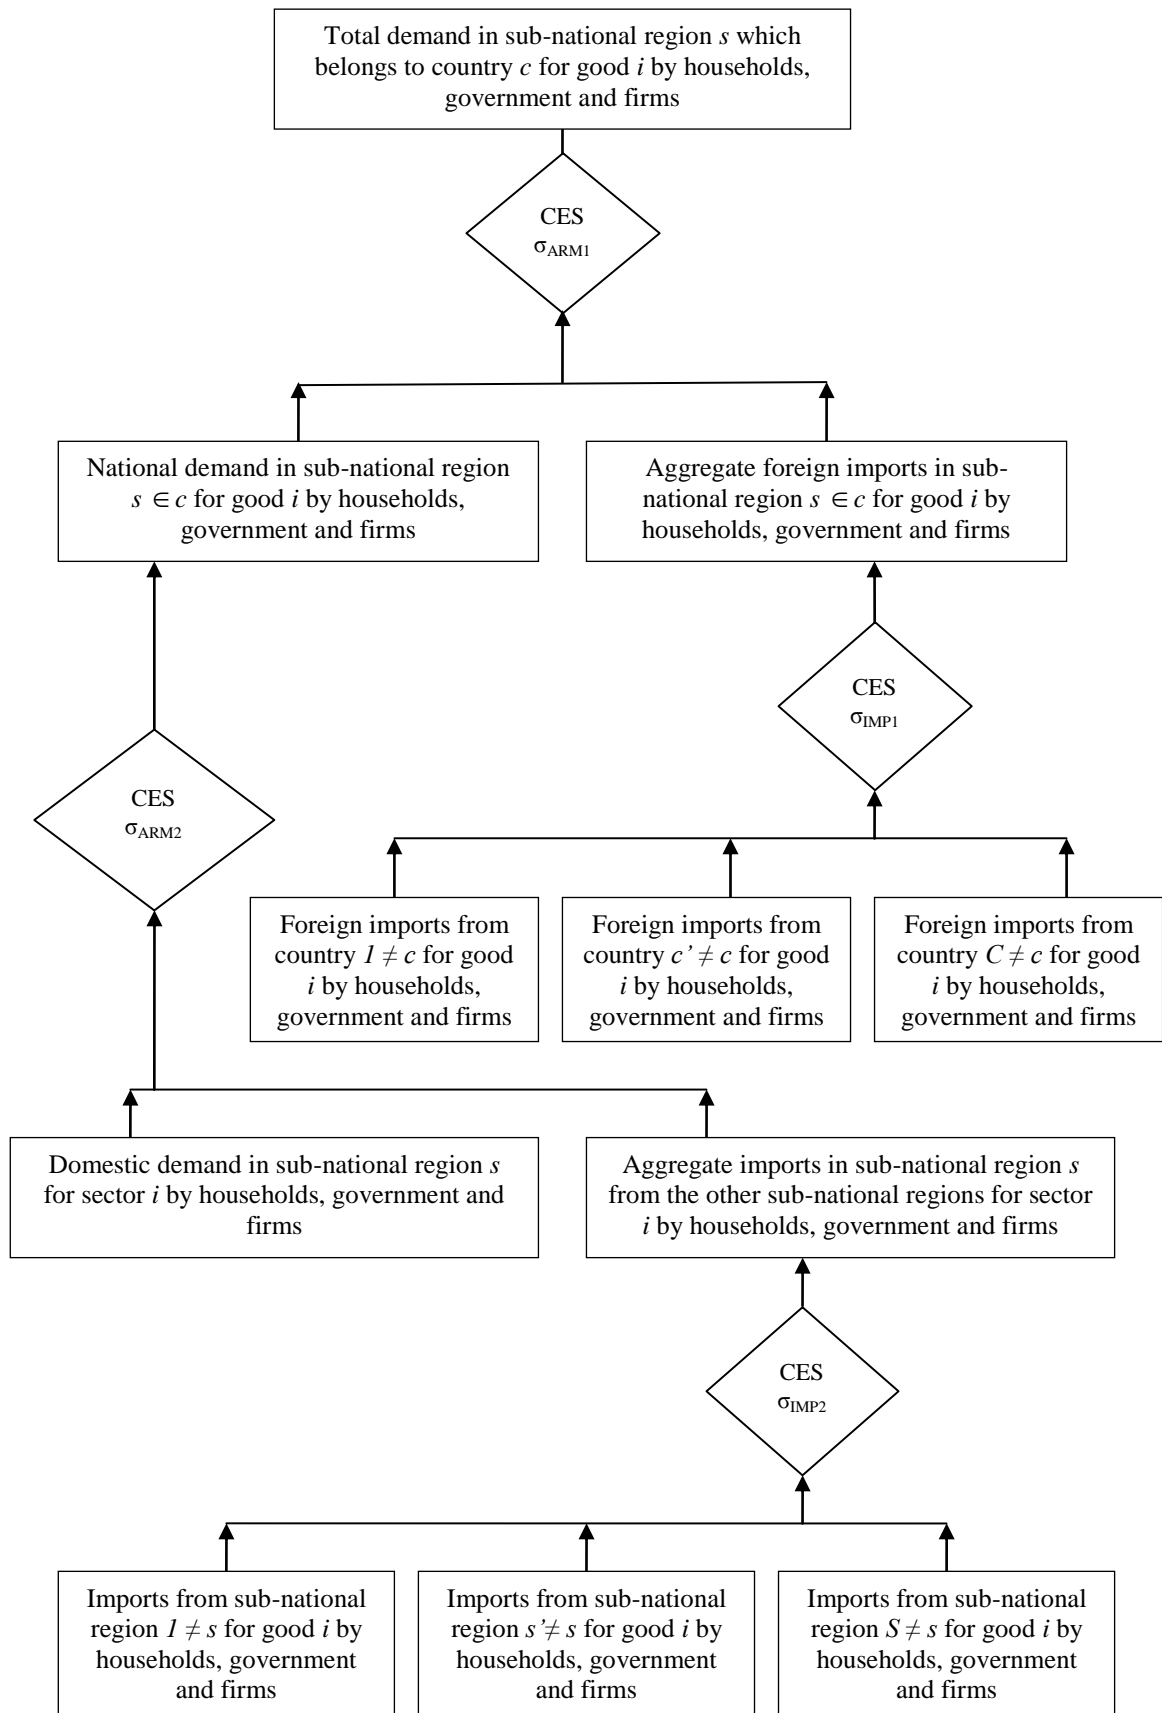 Total demand in sub-national region s which
belongs to country c for good i by households,
government and firms
CES
σARM1
National demand in sub-national region
s ∈ c for good i by households,
government and firms
Aggregate foreign imports in sub-
national region s ∈ c for good i by
households, government and firms
CES
σIMP1
CES
σARM2
Foreign imports from
country 1 ≠ c for good
i by households,
government and firms
Foreign imports from
country c’ ≠ c for good
i by households,
government and firms
Foreign imports from
country C ≠ c for good
i by households,
government and firms
Domestic demand in sub-national region s
for sector i by households, government and
firms
Aggregate imports in sub-national region s
from the other sub-national regions for sector
i by households, government and firms
CES
σIMP2
Imports from sub-national
region 1 ≠ s for good i by
households, government
and firms
Imports from sub-national
region s’≠ s for good i by
households, government
and firms
Imports from sub-national
region S ≠ s for good i by
households, government
and firms